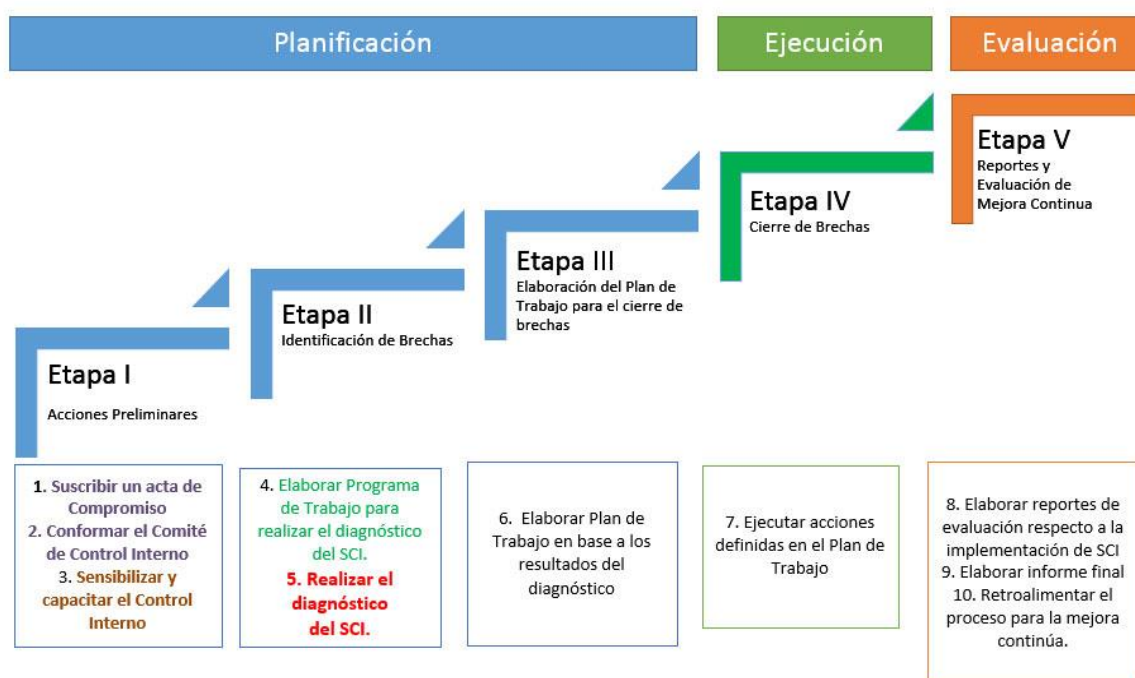 Planificación
Ejecución
Evaluación
Etapa I
Acciones Preliminares
Etapa II
Identificación de Brechas
Etapa III
Elaboración del Plan de
Trabajo para el cierre de
brechas
Etapa IV
Cierre de Brechas
Etapa V
Reportes y
Evaluación de
Mejora Continua
1. Suscribir un acta de
Compromiso
2. Conformar el Comité
de Control Interno
3. Sensibilizar y
capacitar el Control
Interno
4. Elaborar Programa
de Trabajo para
realizar el diagnóstico
del SCI.
5. Realizar el
diagnóstico
del SCI.
6. Elaborar Plan de
Trabajo en base a los
resultados del
diagnóstico
7. Ejecutar acciones
definidas en el Plan de
Trabajo
8. Elaborar reportes de
evaluación respecto a la
implementación de SCI
9. Elaborar informe final
10. Retroalimentar el
proceso para la mejora
continúa.